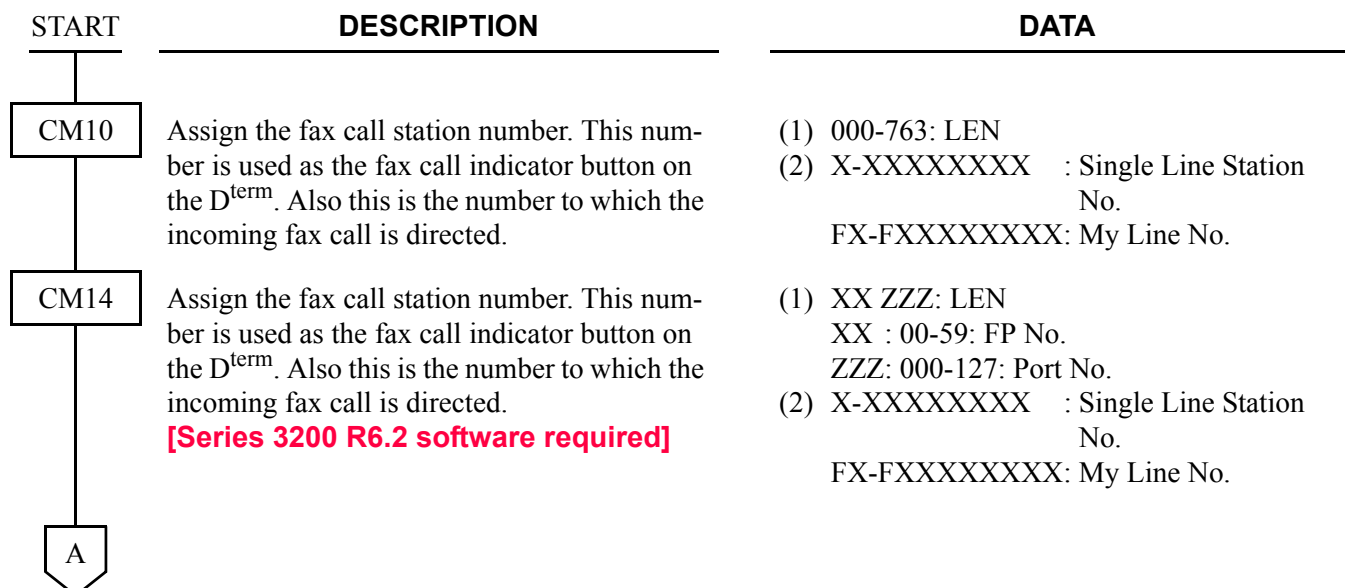 START DESCRIPTION DATA
CM10 Assign the fax call station number. This num-
ber is used as the fax call indicator button on
the Dterm. Also this is the number to which the
incoming fax call is directed.
(1) 000-763: LEN
(2) X-XXXXXXXX : Single Line Station
No.
FX-FXXXXXXXX: My Line No.
CM14 Assign the fax call station number. This num-
ber is used as the fax call indicator button on
the Dterm. Also this is the number to which the
incoming fax call is directed.
[Series 3200 R6.2 software required]
(1) XX ZZZ: LEN
XX : 00-59: FP No.
ZZZ: 000-127: Port No.
(2) X-XXXXXXXX : Single Line Station
No.
FX-FXXXXXXXX: My Line No.
A